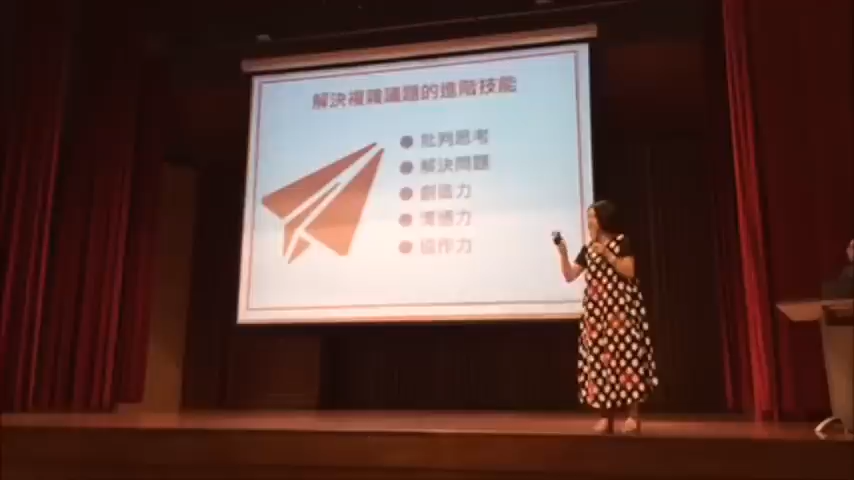 解決複雜議題的進階技能
批判思考
解決問題
創造力
溝通力
協作力